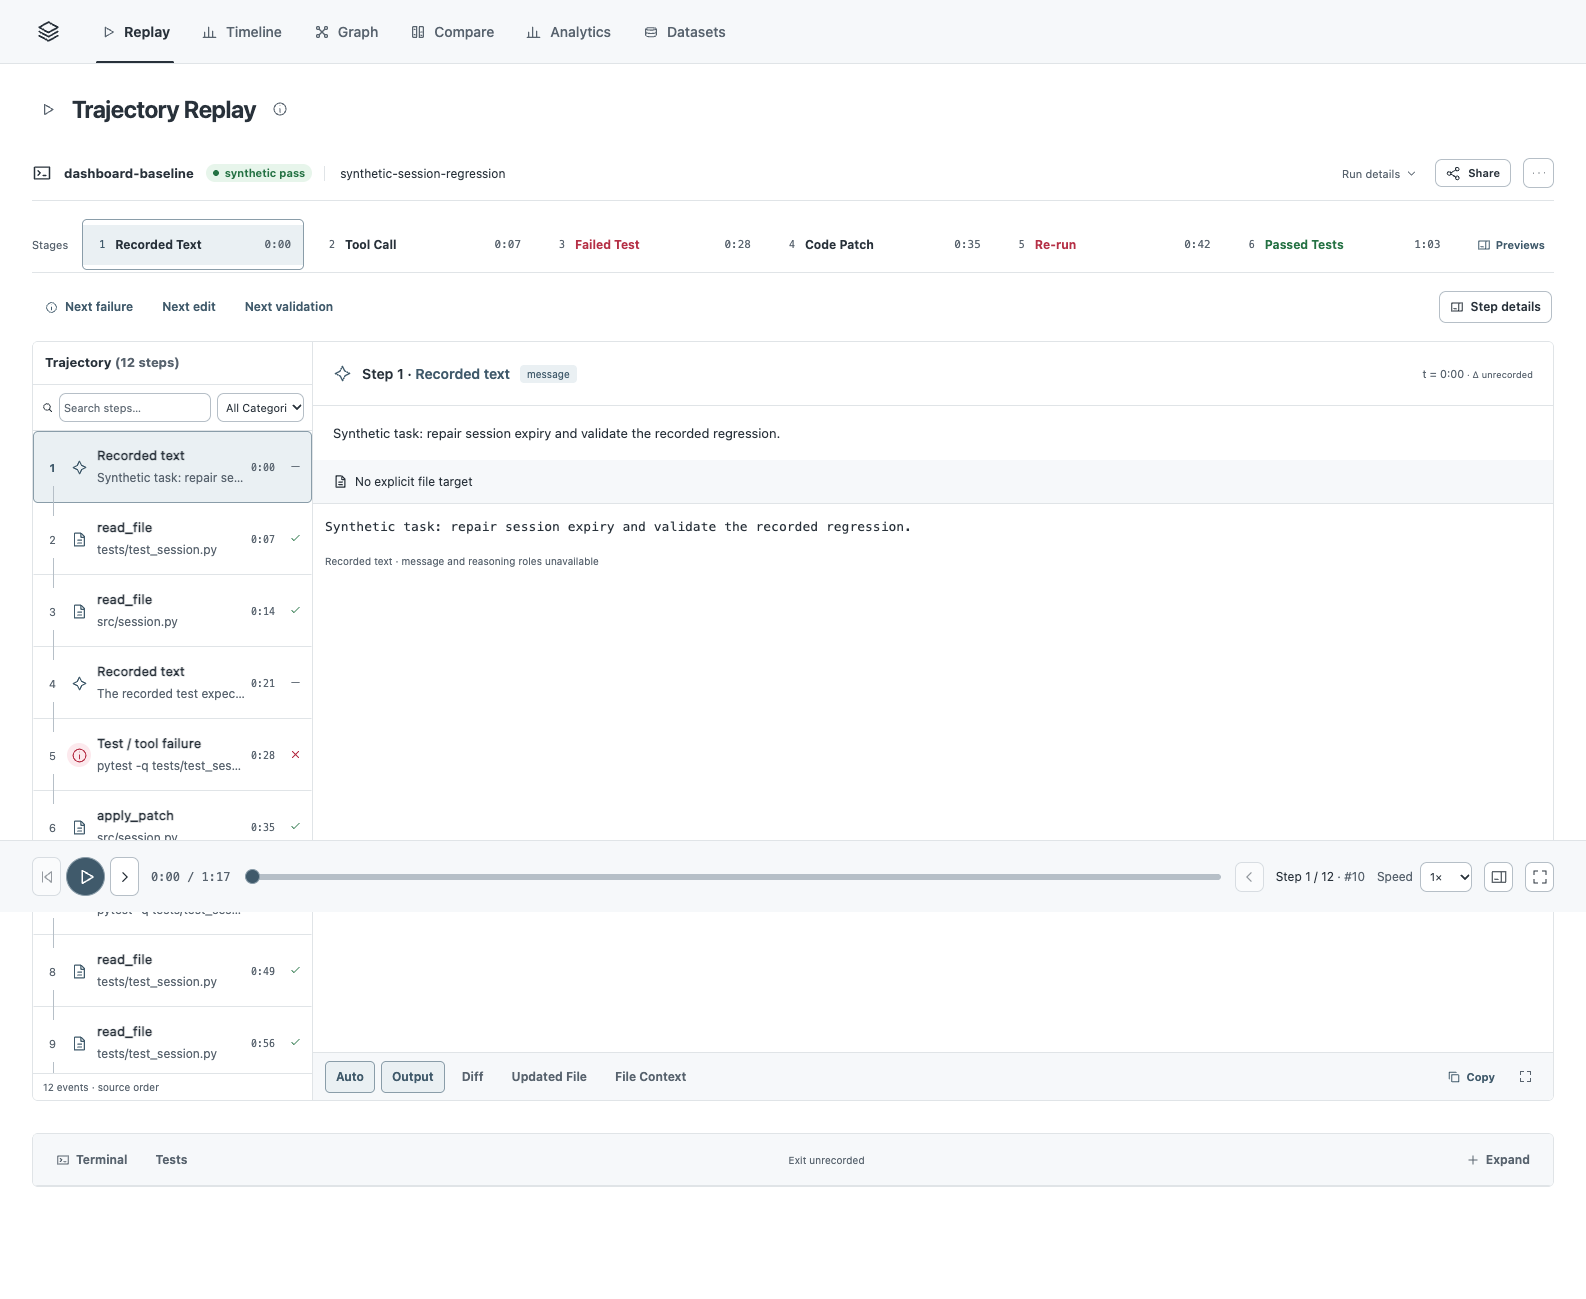 Replay Timeline Graph Compare Analytics Datasets
Trajectory Replay
dashboard-baseline synthetic pass synthetic-session-regression Run details Share ...
Stages 1 Recorded Text 0:00 2 Tool Call 0:07 3 Failed Test 0:28 4 Code Patch 0:35 5 Re-run 0:42 6 Passed Tests 1:03 Previews
Next failure Next edit Next validation Step details
Trajectory (12 steps)
Search steps... All Categori
1 Recorded text 0:00 –
Synthetic task: repair se...
2 read_file 0:07
tests/test_session.py
3 read_file 0:14
src/session.py
4 Recorded text 0:21 –
The recorded test expec...
5 Test / tool failure 0:28
pytest -q tests/test_ses...
6 apply_patch 0:35
src/session.py
Step 1 · Recorded text message t = 0:00 · Δ unrecorded
Synthetic task: repair session expiry and validate the recorded regression.
No explicit file target
Synthetic task: repair session expiry and validate the recorded regression.
Recorded text · message and reasoning roles unavailable
0:00 / 1:17 Step 1 / 12 · #10 Speed 1×
pytest -q tests/test_ses...
8 read_file 0:49
tests/test_session.py
9 read_file 0:56
tests/test_session.py
12 events · source order
Auto Output Diff Updated File File Context Copy
Terminal Tests Exit unrecorded Expand